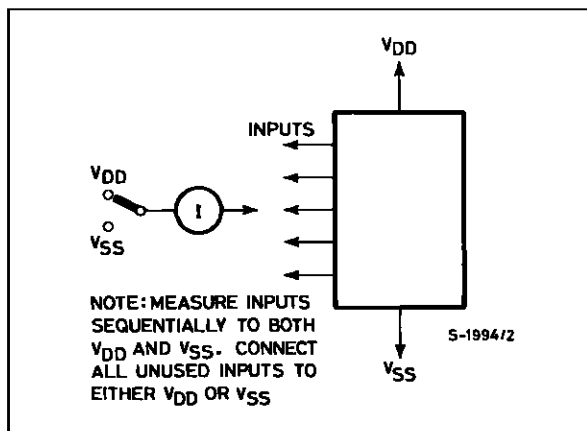 VDD
INPUTS
VDD
I
VSS
NOTE: MEASURE INPUTS
SEQUENTIALLY TO BOTH
VDD AND VSS. CONNECT
ALL UNUSED INPUTS TO
EITHER VDD OR VSS
S-1994/2
VSS